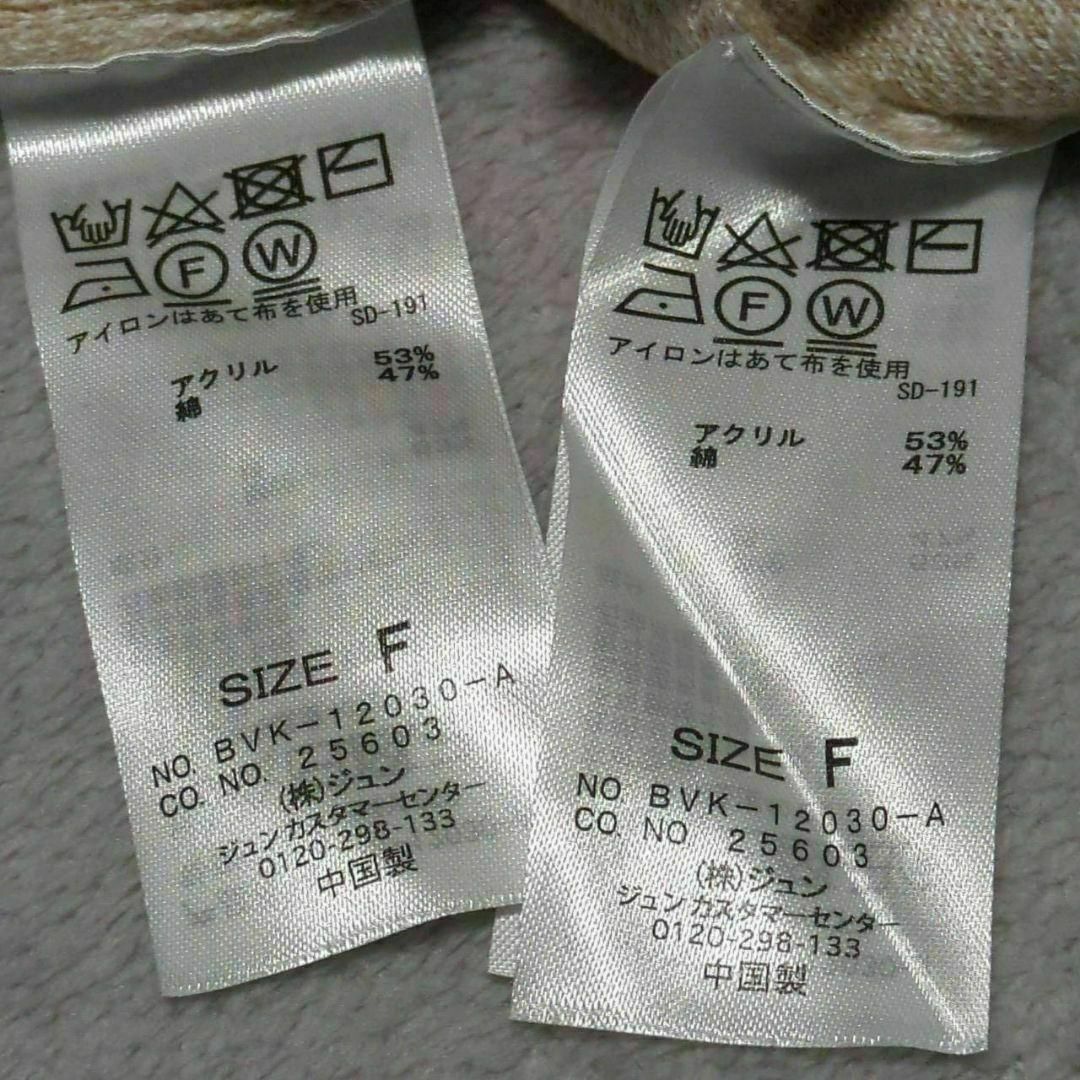 F W
アイロンはあて布を使用
SD-191
アクリル 53%
綿 47%
SIZE F
NO. BVK-12030-A
CO. NO. 25603
(株)ジュン
ジュン カスタマーセンター
0120-298-133
中国製
F W
アイロンはあて布を使用
SD-191
アクリル 53%
綿 47%
SIZE F
NO. BVK-12030-A
CO. NO. 25603
(株)ジュン
ジュン カスタマーセンター
0120-298-133
中国製